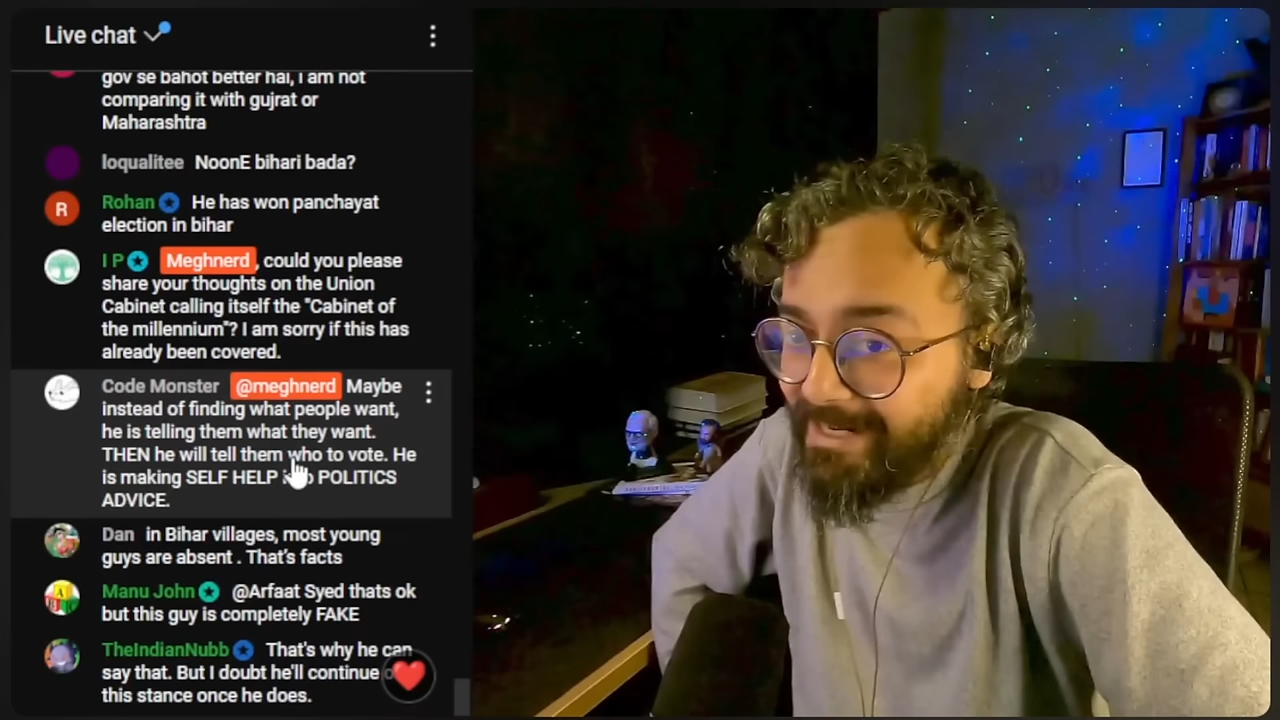 Live chat
gov se bahot better hai, i am not
comparing it with gujrat or
Maharashtra
loqualitee NoonE bihari bada?
R
Rohan He has won panchayat
election in bihar
I P Meghnerd, could you please
share your thoughts on the Union
Cabinet calling itself the "Cabinet of
the millennium"? I am sorry if this has
already been covered.
Code Monster @meghnerd Maybe
instead of finding what people want,
he is telling them what they want.
THEN he will tell them who to vote. He
is making SELF HELP POLITICS
ADVICE.
Dan in Bihar villages, most young
guys are absent . That's facts
Manu John @Arfaat Syed thats ok
but this guy is completely FAKE
TheIndianNubb That's why he can
say that. But I doubt he'll continue
this stance once he does.